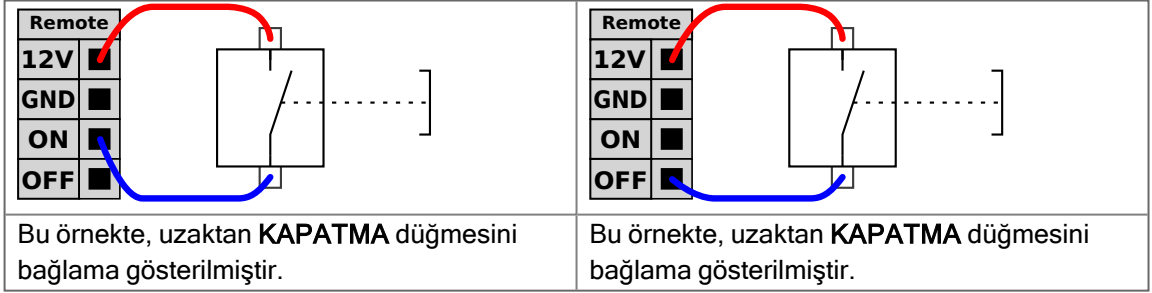 Remote
12V
GND
ON
OFF
Bu örnekte, uzaktan KAPATMA düğmesini
bağlama gösterilmiştir.
Remote
12V
GND
ON
OFF
Bu örnekte, uzaktan KAPATMA düğmesini
bağlama gösterilmiştir.